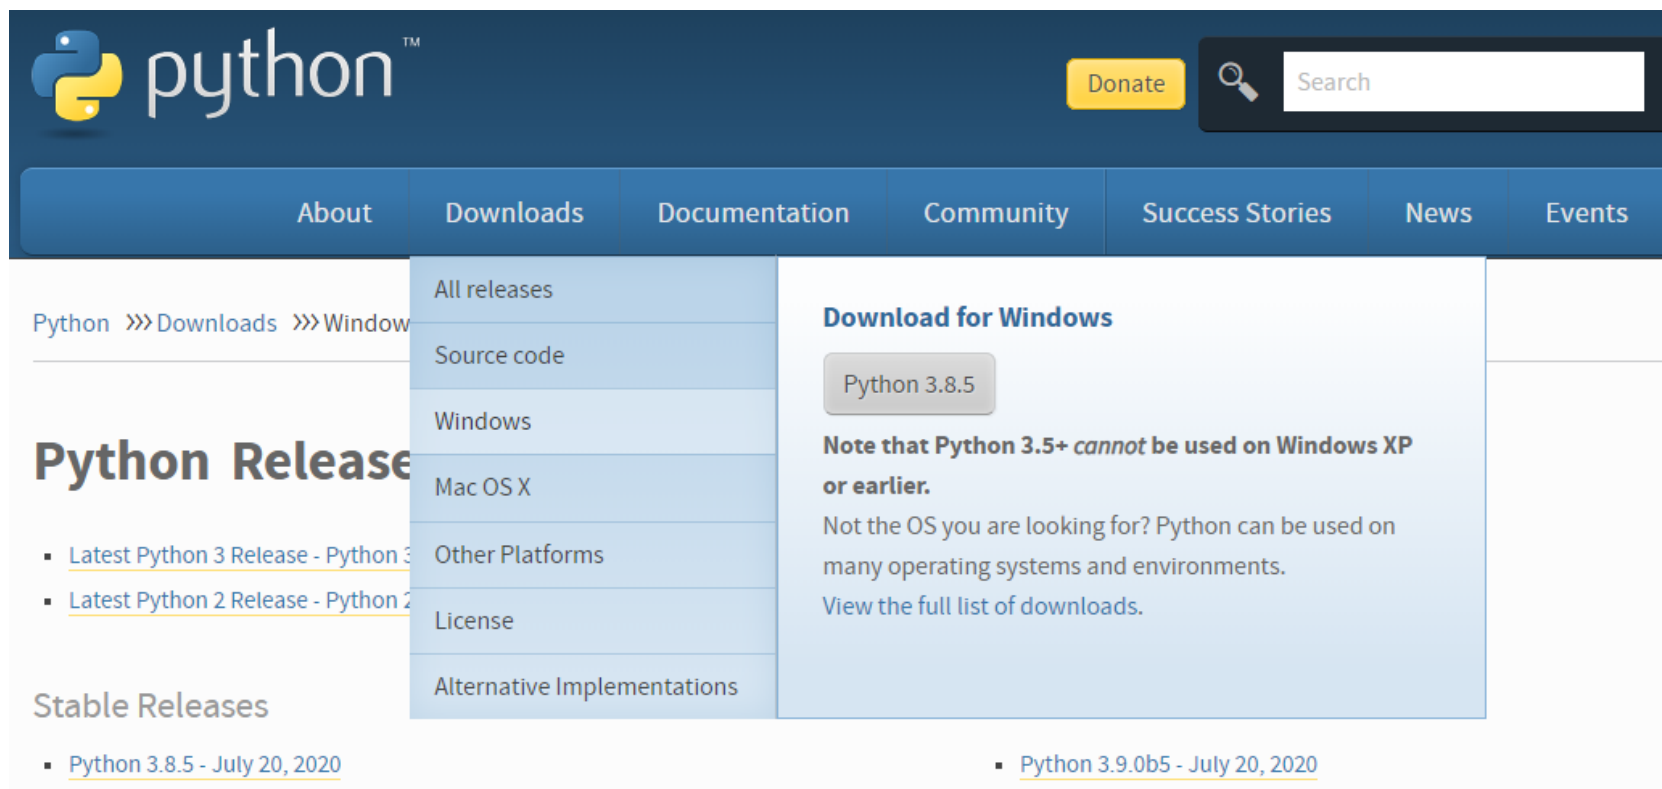 python™
Donate
Search
About
Downloads
Documentation
Community
Success Stories
News
Events
Python >>> Downloads >>> Window
All releases
Source code
Windows
Mac OS X
Other Platforms
License
Alternative Implementations
Download for Windows
Python 3.8.5
Note that Python 3.5+ cannot be used on Windows XP
or earlier.
Not the OS you are looking for? Python can be used on
many operating systems and environments.
View the full list of downloads.
Python Release
Latest Python 3 Release - Python 3
Latest Python 2 Release - Python 2
Stable Releases
Python 3.8.5 - July 20, 2020
Python 3.9.0b5 - July 20, 2020